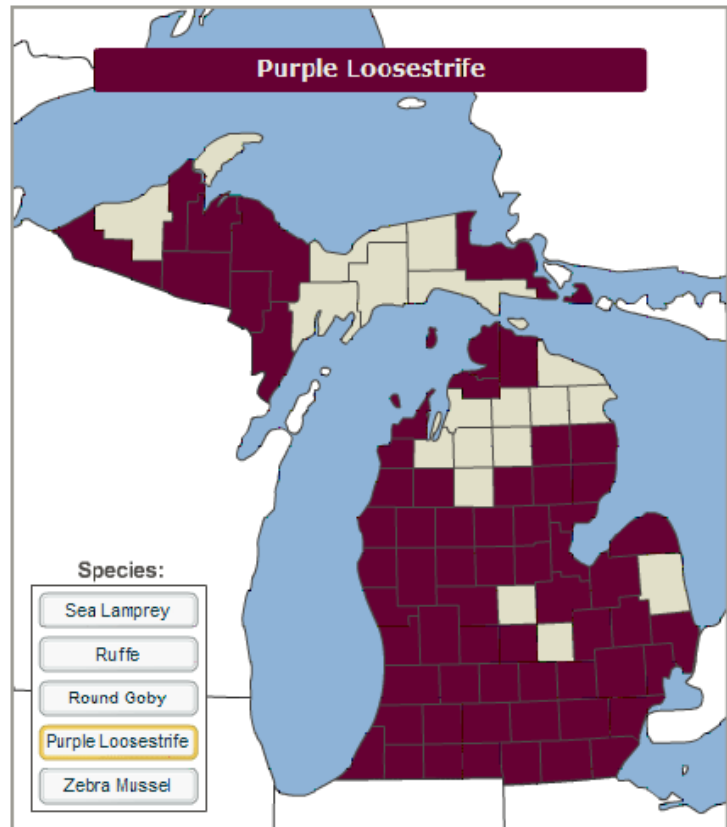 Purple Loosestrife
Species:
Sea Lamprey
Ruffe
Round Goby
Purple Loosestrife
Zebra Mussel